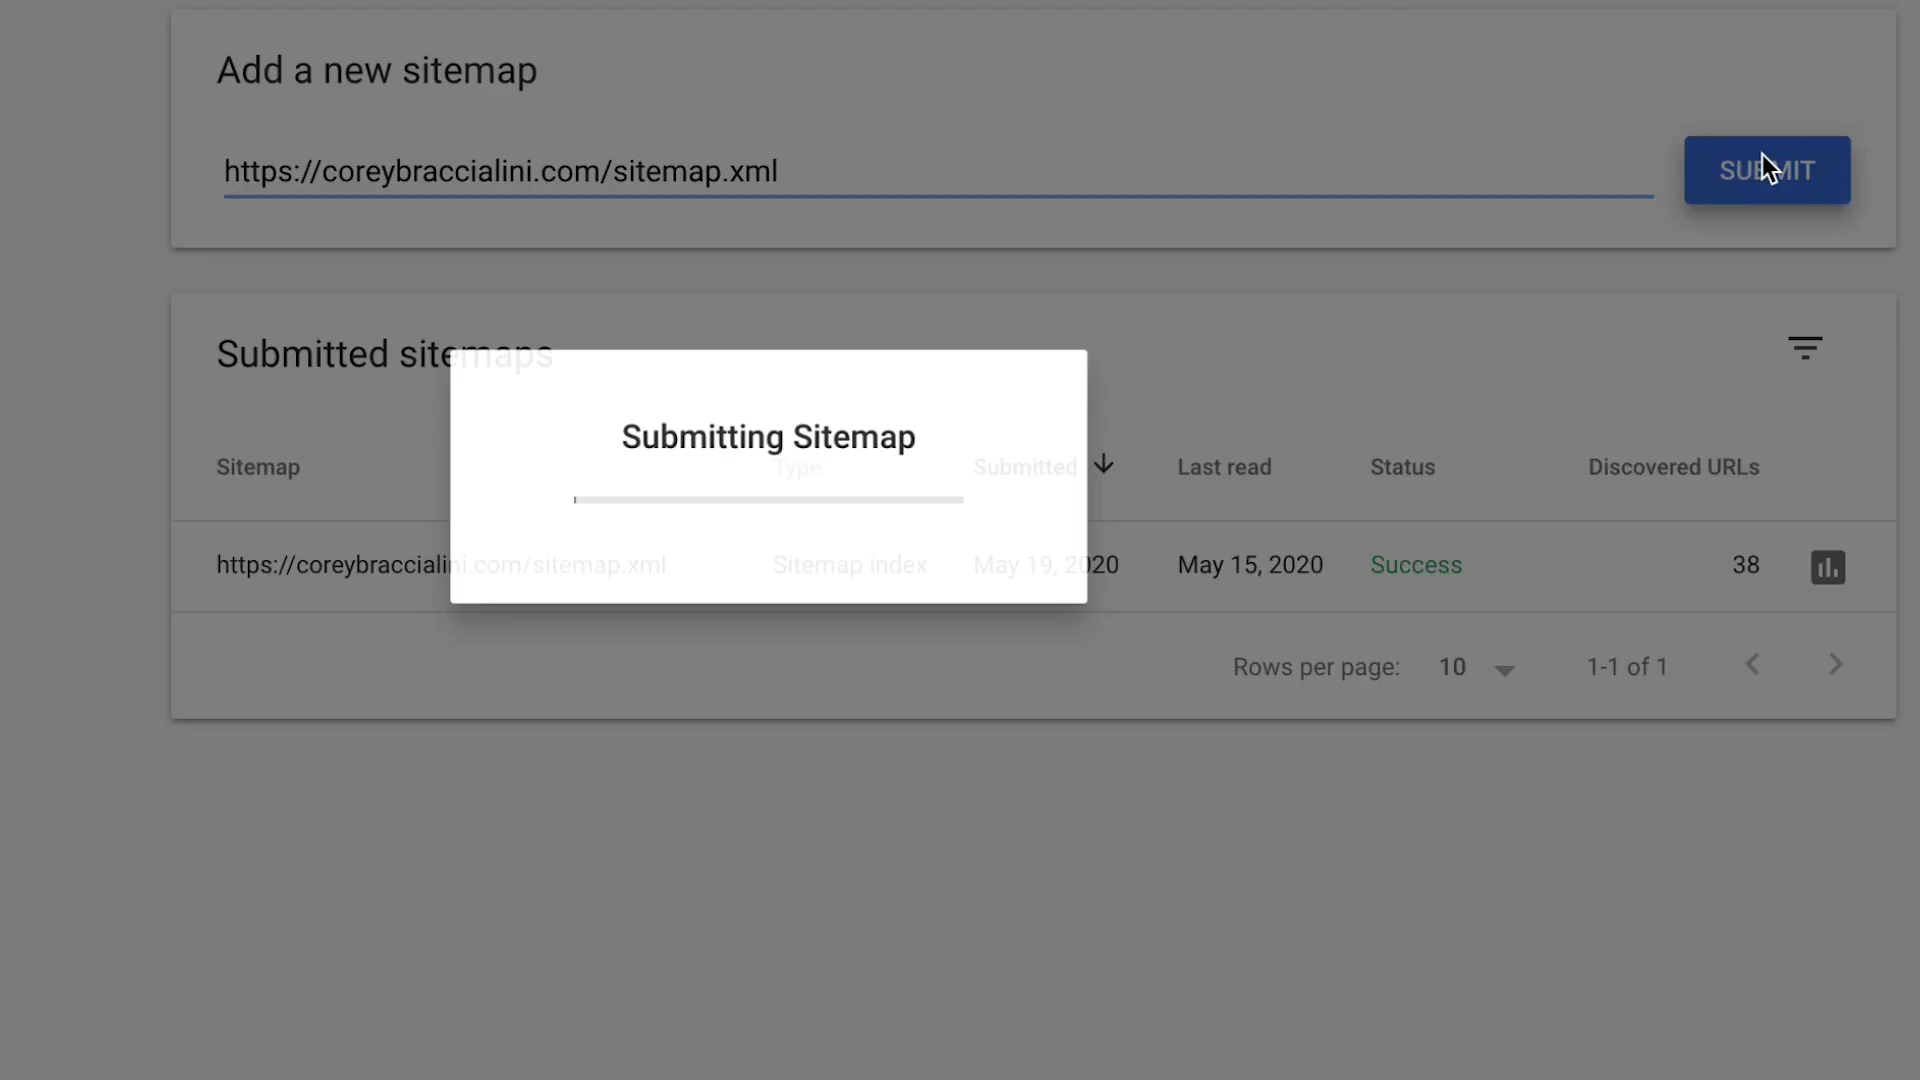 Add a new sitemap
https://coreybraccialini.com/sitemap.xml
SUBMIT
Submitted sitemaps
Submitting Sitemap
Sitemap Type Submitted Last read Status Discovered URLs
https://coreybraccialini.com/sitemap.xml Sitemap index May 19, 2020 May 15, 2020 Success 38
Rows per page: 10 1-1 of 1